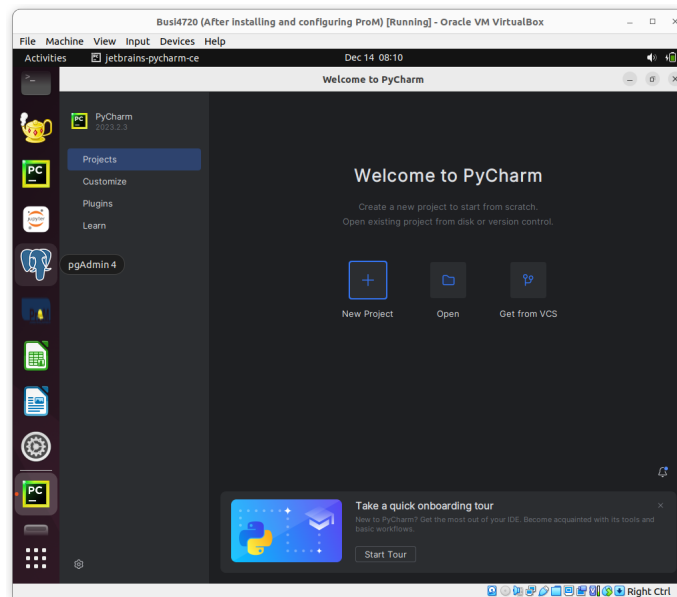 Busi4720 (After installing and configuring ProM) [Running] - Oracle VM VirtualBox
File Machine View Input Devices Help
Activities jetbrains-pycharm-ce Dec 14 08:10
Welcome to PyCharm
PC PyCharm
2023.2.3
Projects
Customize
Plugins
Learn
PC
jupyter
pgAdmin 4
Welcome to PyCharm
Create a new project to start from scratch.
Open existing project from disk or version control.
New Project Open Get from VCS
PC
Take a quick onboarding tour
New to PyCharm? Get the most out of your IDE. Become acquainted with its tools and
basic workflows.
Start Tour
Right Ctrl